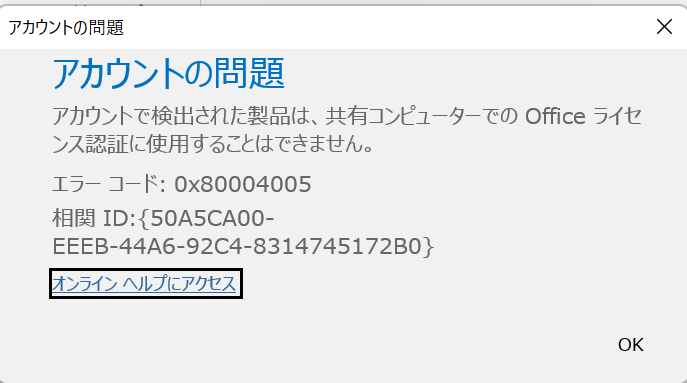 アカウントの問題
アカウントの問題
アカウントで検出された製品は、共有コンピューターでの Office ライセ
ンス認証に使用することはできません。
エラー コード: 0x80004005
相関 ID:{50A5CA00-
EEEB-44A6-92C4-8314745172B0}
オンライン ヘルプにアクセス
OK